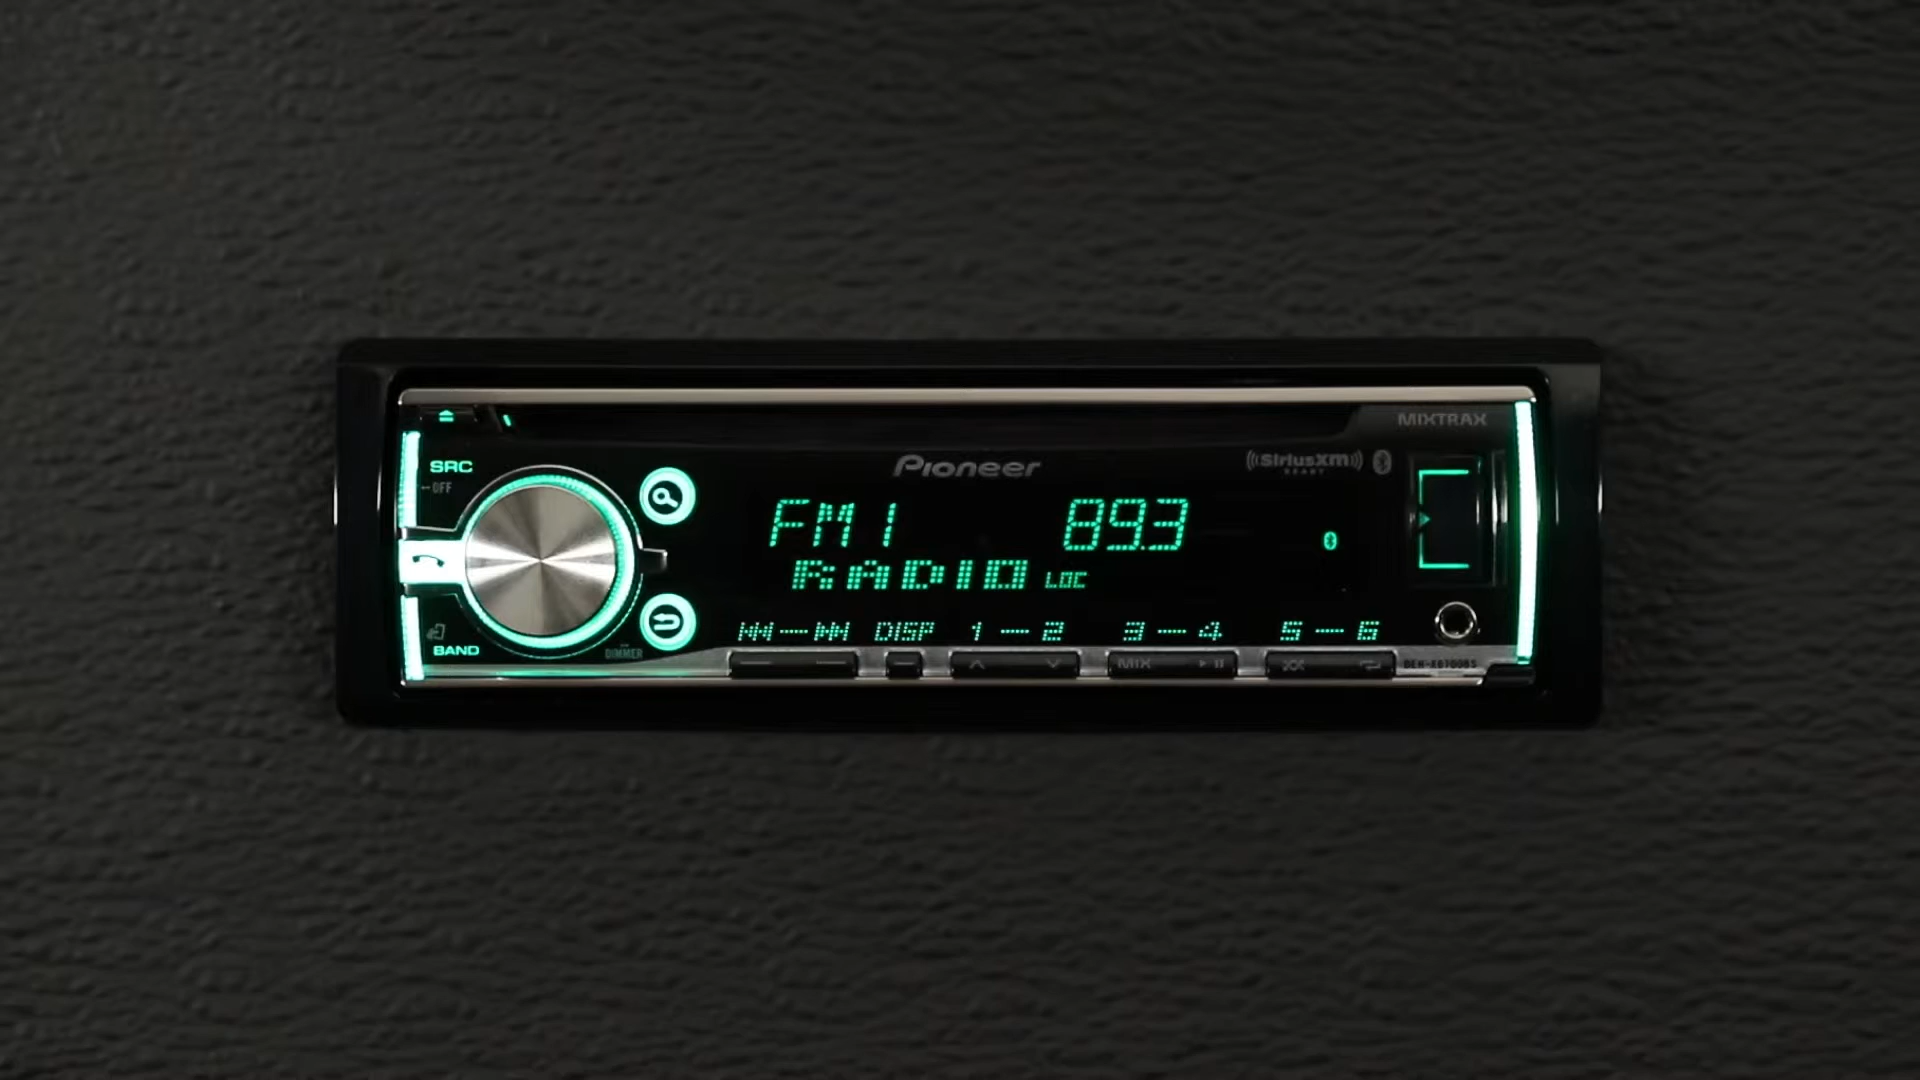 MIXTRAX
SRC
OFF
Pioneer
((SiriusXm))
READY
FM1 89.3
RADIO LOC
BAND
DIMMER
DISP 1 2 3 4 5 6
MIX